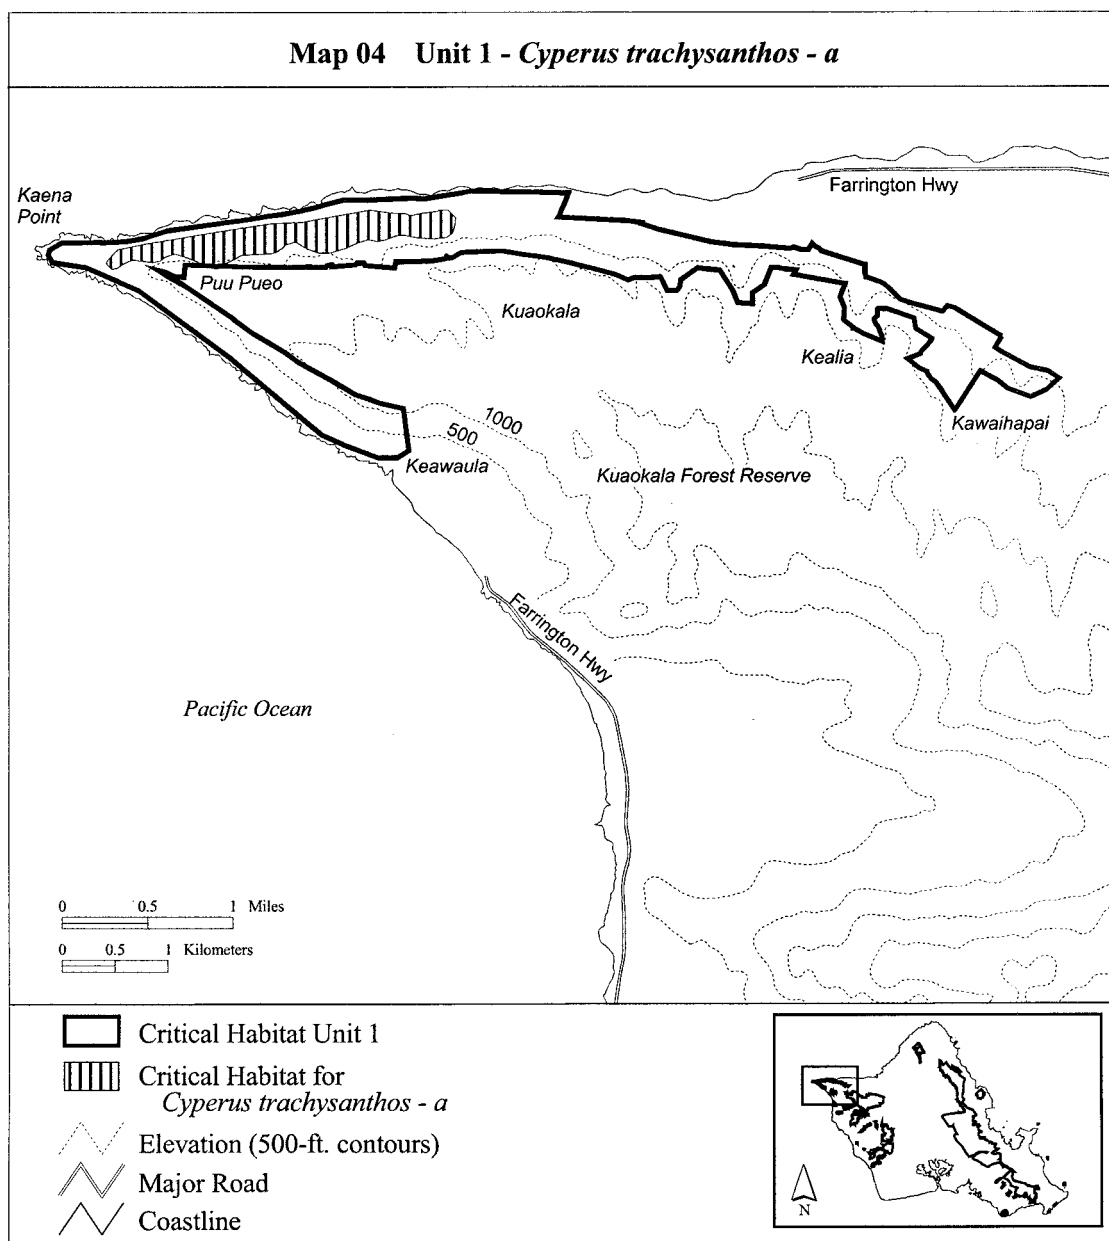 Map 04 Unit 1 - Cyperus trachysanthos - a
Kaena
Point
Farrington Hwy
Puu Pueo
Kuaokala
Kealia
Kawaihapai
1000
500
Keawaula
Kuaokala Forest Reserve
Farrington Hwy
Pacific Ocean
0 0.5 1 Miles
0 0.5 1 Kilometers
Critical Habitat Unit 1
Critical Habitat for
Cyperus trachysanthos - a
Elevation (500-ft. contours)
Major Road
Coastline
N